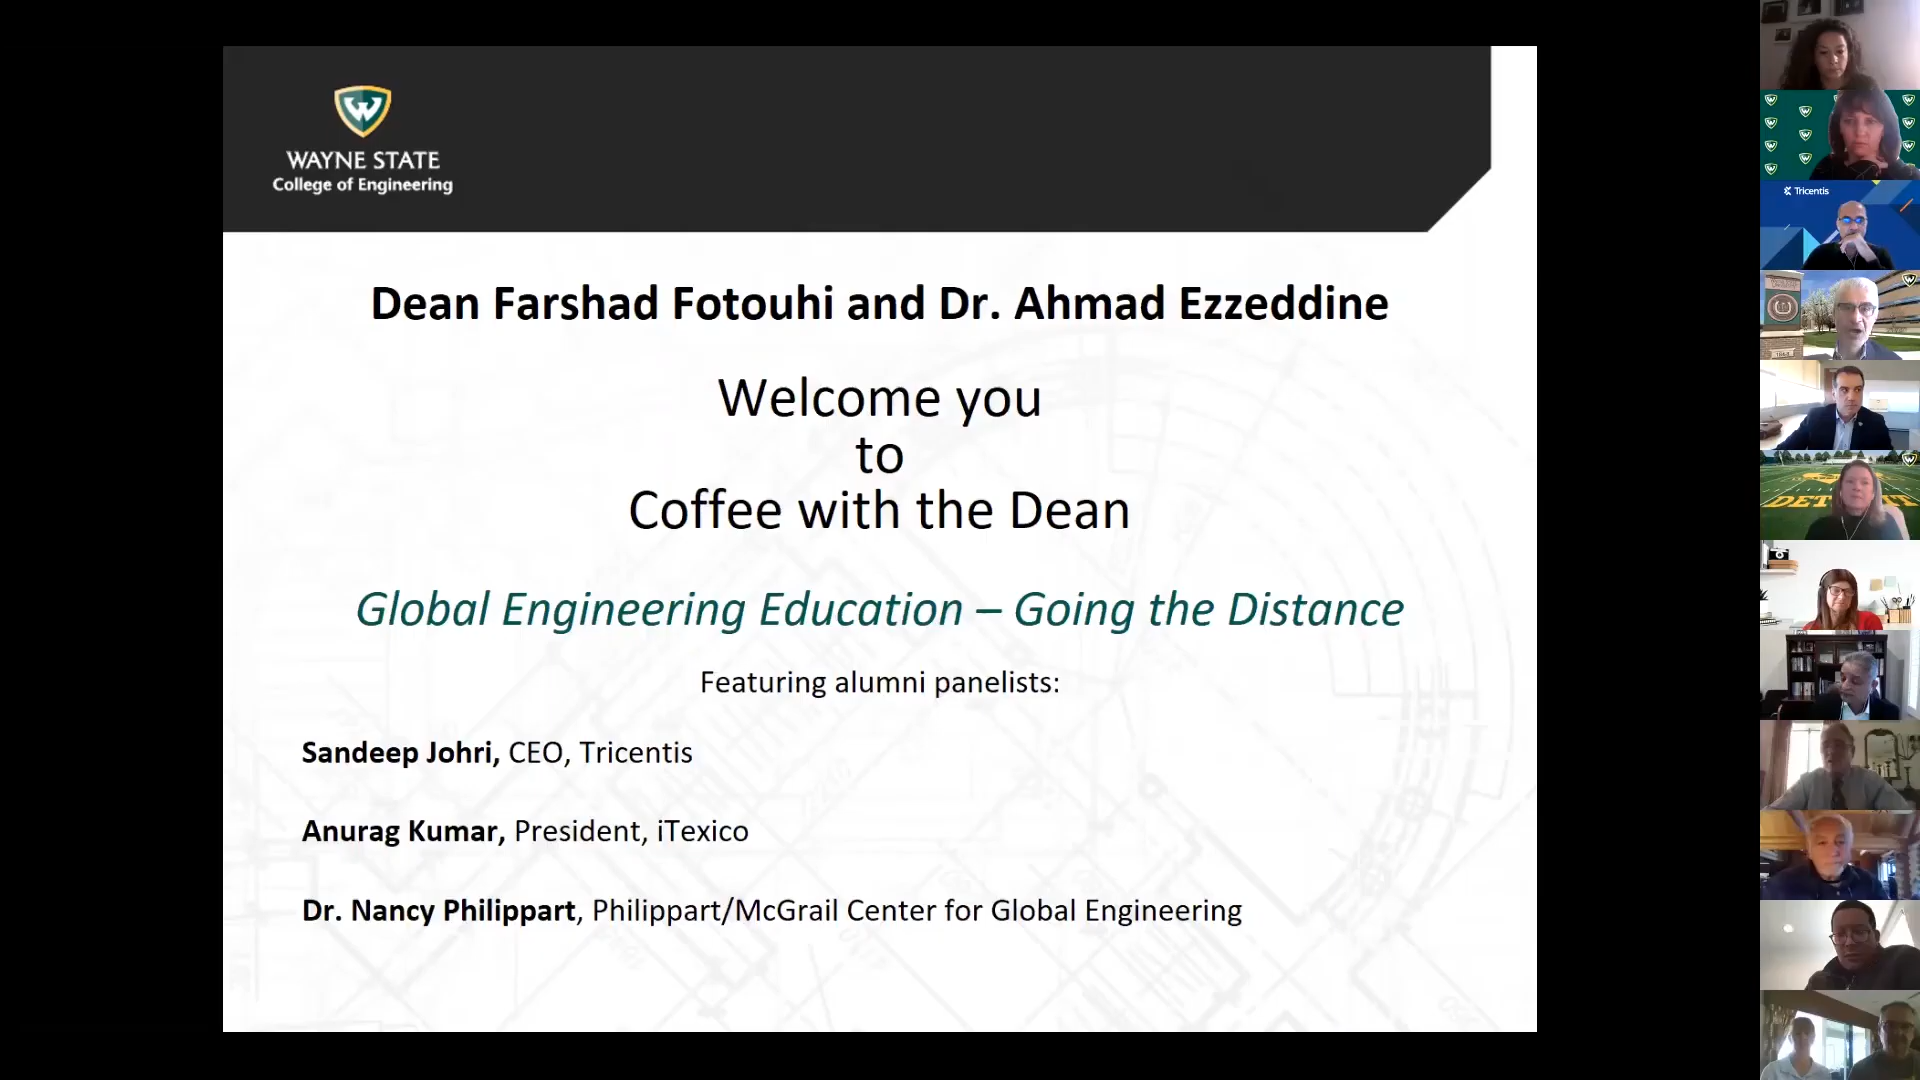 WAYNE STATE
College of Engineering
Dean Farshad Fotouhi and Dr. Ahmad Ezzeddine
Welcome you
to
Coffee with the Dean
Global Engineering Education – Going the Distance
Featuring alumni panelists:
Sandeep Johri, CEO, Tricentis
Anurag Kumar, President, iTexico
Dr. Nancy Philippart, Philippart/McGrail Center for Global Engineering
Tricentis